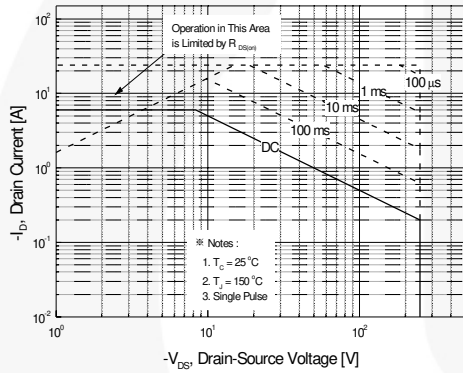 Operation in This Area
is Limited by R DS(on)
10²
10¹
10⁰
10⁻¹
10⁻²
-I_D, Drain Current [A]
100 µs
1 ms
10 ms
100 ms
DC
※ Notes :
1. T_C = 25 °C
2. T_J = 150 °C
3. Single Pulse
10⁰
10¹
10²
-V_DS, Drain-Source Voltage [V]